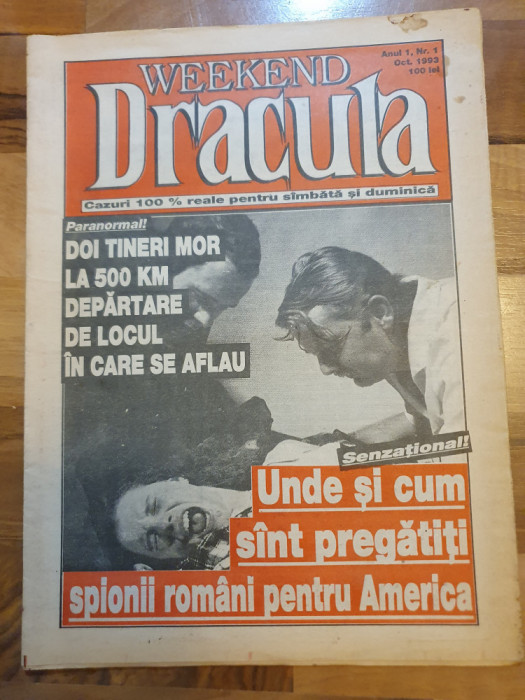 Anul 1, Nr. 1
Oct. 1993
100 lei
WEEKEND
Dracula
Cazuri 100 % reale pentru sîmbătă și duminică
Paranormal!
DOI TINERI MOR
LA 500 KM
DEPĂRTARE
DE LOCUL
ÎN CARE SE AFLAU
Senzațional!
Unde și cum
sînt pregătiți
spionii români pentru America